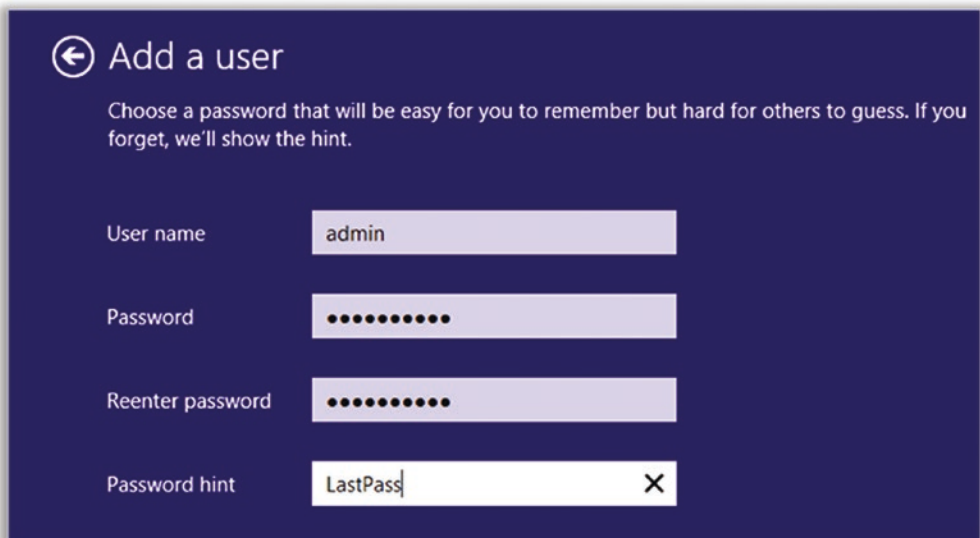 Add a user
Choose a password that will be easy for you to remember but hard for others to guess. If you
forget, we'll show the hint.
User name admin
Password ••••••••••
Reenter password ••••••••••
Password hint LastPass